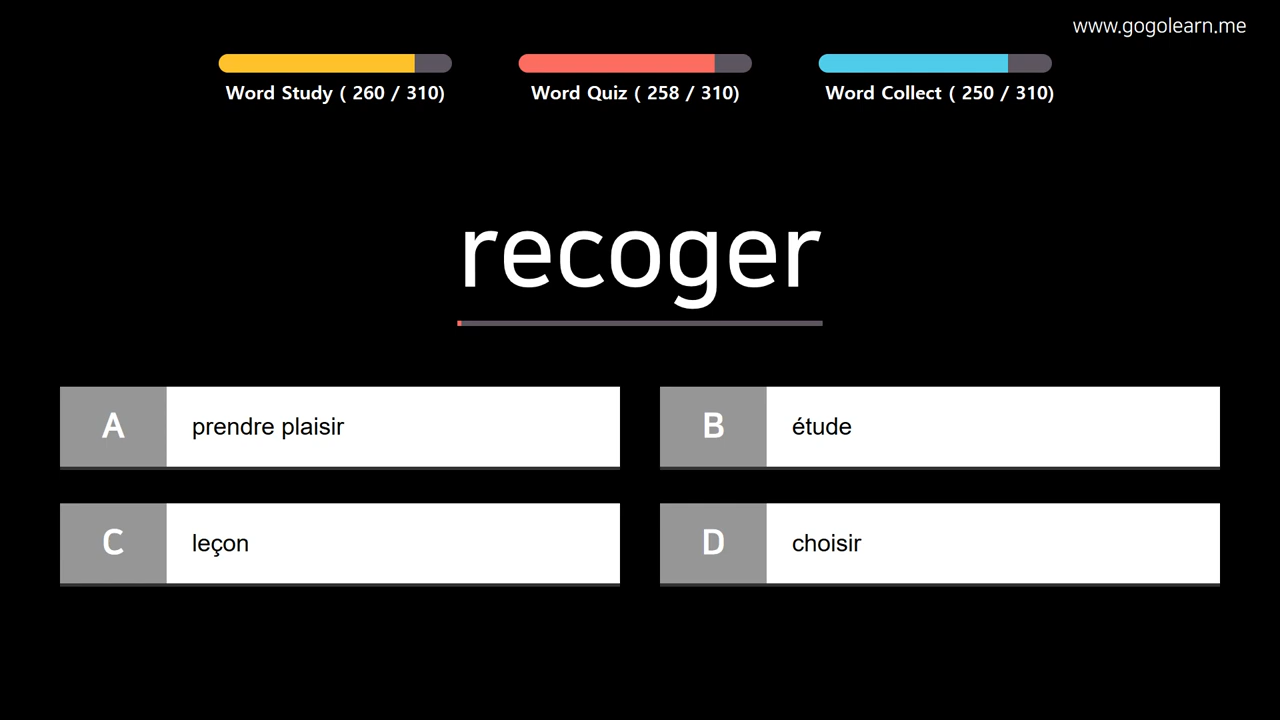 www.gogolearn.me
Word Study ( 260 / 310)
Word Quiz ( 258 / 310)
Word Collect ( 250 / 310)
recoger
A prendre plaisir
B étude
C leçon
D choisir